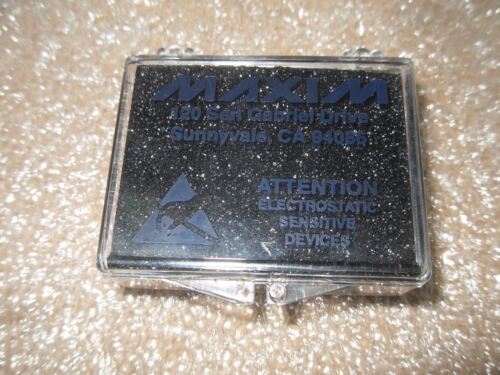 MAXIM
120 San Gabriel Drive
Sunnyvale, CA 94086
ATTENTION
ELECTROSTATIC
SENSITIVE
DEVICES